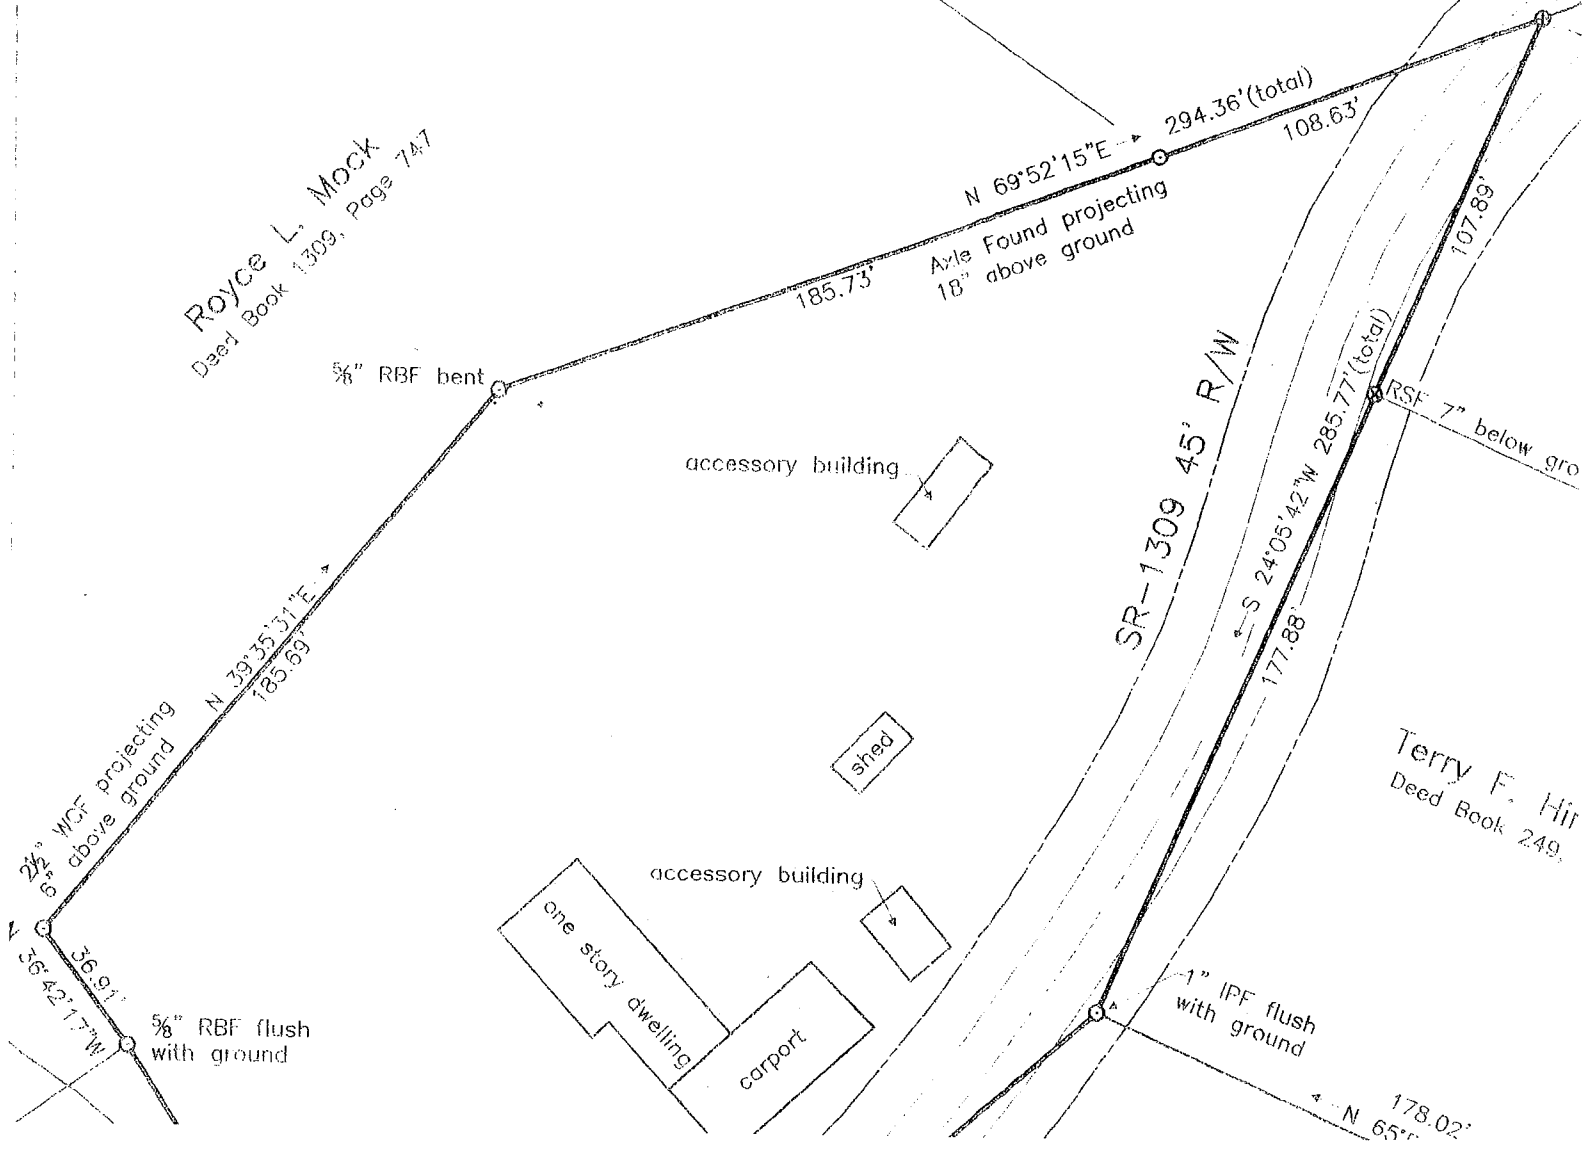 Royce L. Mock
Deed Book 1309, Page 747
N 69°52'15"E
294.36'(total)
108.63'
Axle Found projecting
18" above ground
185.73'
107.89'
⅝" RBF bent
SR-1309 45' R/W
S 24°05'42"W 285.77'(total)
RSF 7" below gro
accessory building
177.88'
N 39°35'31"E
185.69'
2½" WCF projecting
6" above ground
shed
Terry F. Hir
Deed Book 249,
accessory building
one story dwelling
carport
N 36°42'17"W
36.91'
⅝" RBF flush
with ground
1" IPF flush
with ground
178.02'
N 65°